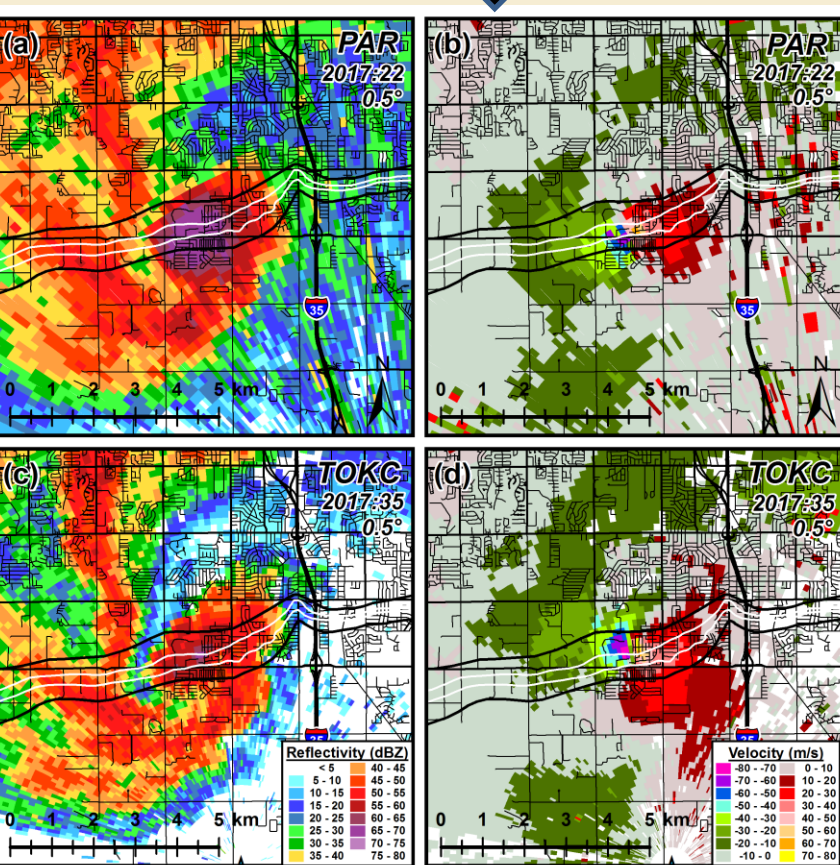 (a)
PAR
2017:22
0.5°
35
N
0 1 2 3 4 5 km
(b)
PAR
2017:22
0.5°
35
N
0 1 2 3 4 5 km
(c)
TOKC
2017:35
0.5°
35
0 1 2 3 4 5 km
Reflectivity (dBZ)
< 5 40 - 45
5 - 10 45 - 50
10 - 15 50 - 55
15 - 20 55 - 60
20 - 25 60 - 65
25 - 30 65 - 70
30 - 35 70 - 75
35 - 40 75 - 80
(d)
TOKC
2017:35
0.5°
35
0 1 2 3 4 5 km
Velocity (m/s)
-80 - -70 0 - 10
-70 - -60 10 - 20
-60 - -50 20 - 30
-50 - -40 30 - 40
-40 - -30 40 - 50
-30 - -20 50 - 60
-20 - -10 60 - 70
-10 - 0 70 - 80